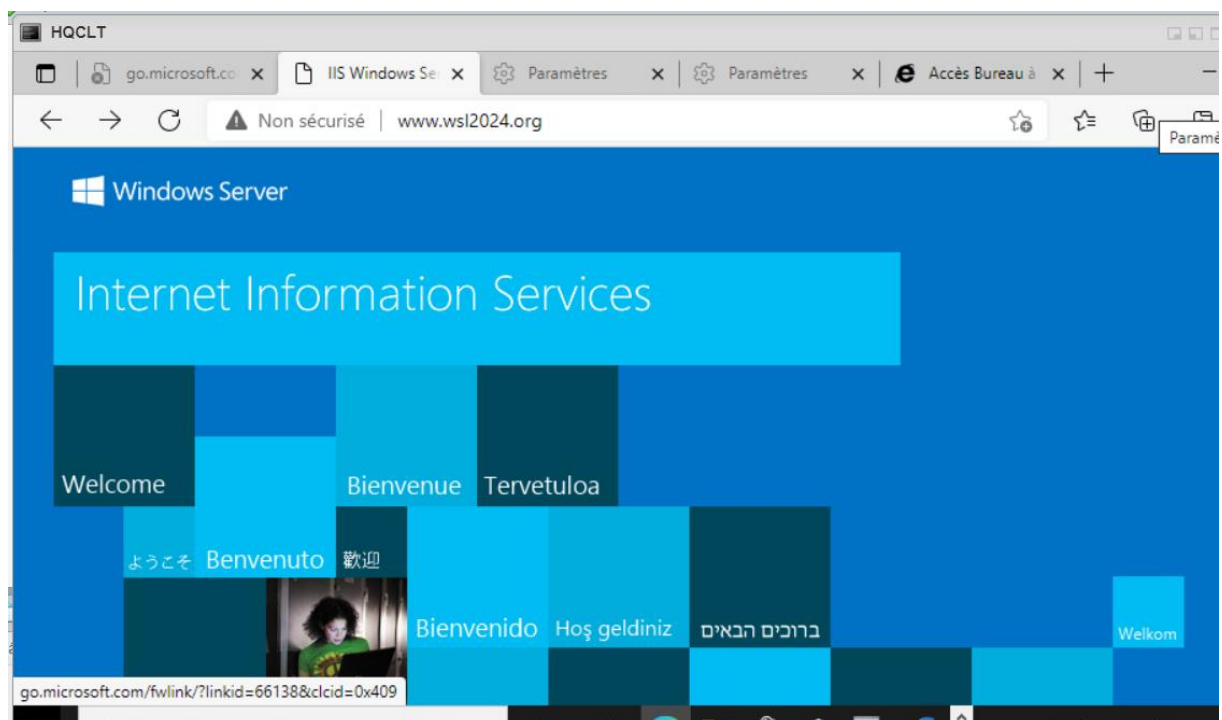 HQCLT
go.microsoft.co
IIS Windows Se
Paramètres
Paramètres
Accès Bureau à
Non sécurisé | www.wsl2024.org
Paramè
Windows Server
Internet Information Services
Welcome
Bienvenue
Tervetuloa
ようこそ
Benvenuto
歡迎
Bienvenido
Hoş geldiniz
ברוכים הבאים
Welkom
go.microsoft.com/fwlink/?linkid=66138&clcid=0x409